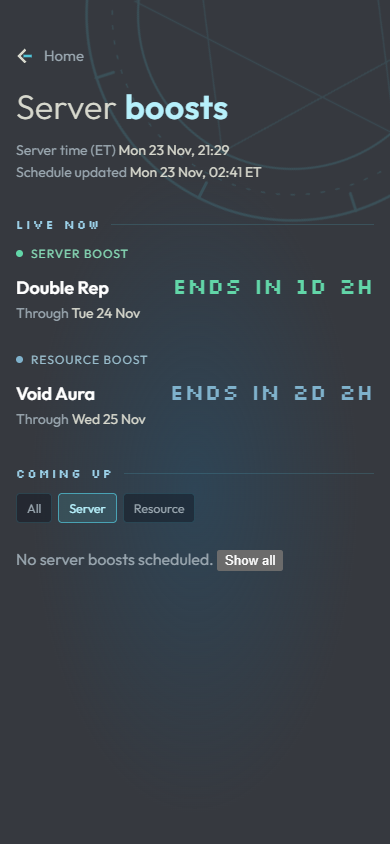 Home
Server boosts
Server time (ET) Mon 23 Nov, 21:29
Schedule updated Mon 23 Nov, 02:41 ET
LIVE NOW
SERVER BOOST
Double Rep ENDS IN 1D 2H
Through Tue 24 Nov
RESOURCE BOOST
Void Aura ENDS IN 2D 2H
Through Wed 25 Nov
COMING UP
All Server Resource
No server boosts scheduled. Show all